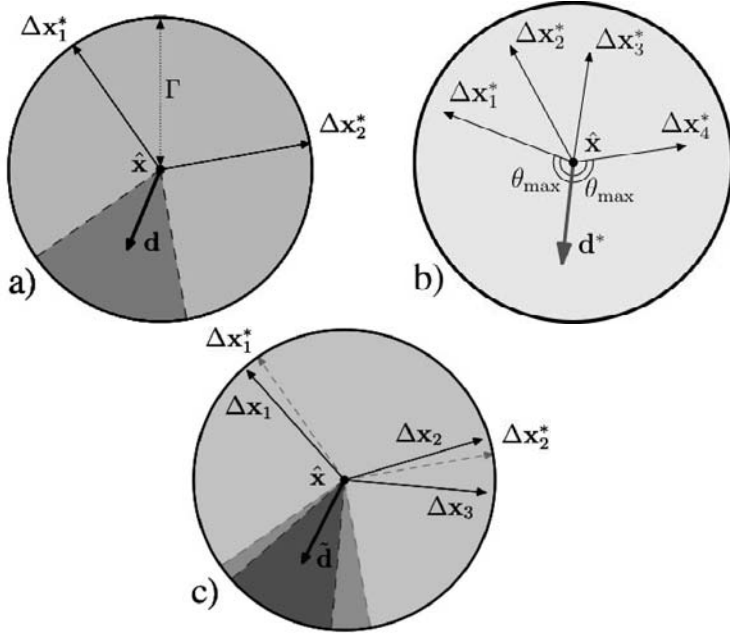 Δx₁*
Γ
Δx₂*
x̂
d
a)
Δx₂*
Δx₃*
Δx₁*
Δx₄*
x̂
θmax
θmax
d*
b)
Δx₁*
Δx₁
Δx₂
Δx₂*
x̂
Δx₃
d̃
c)